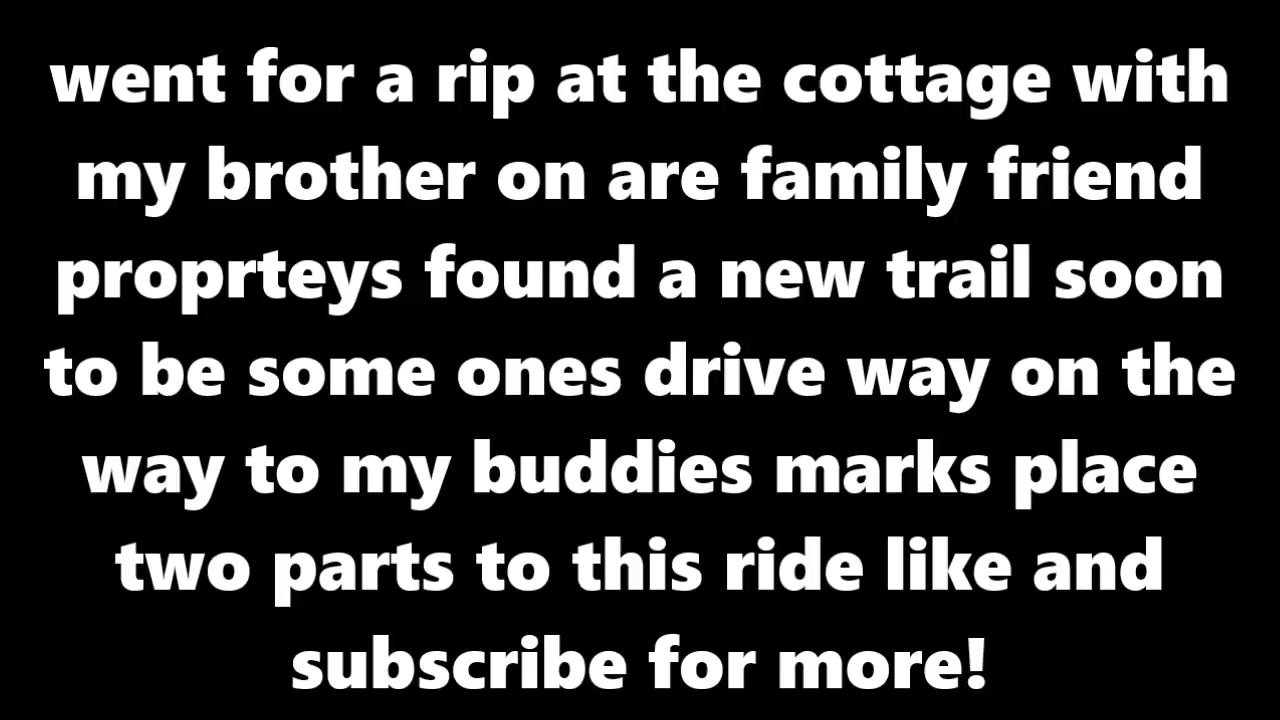 went for a rip at the cottage with
my brother on are family friend
proprteys found a new trail soon
to be some ones drive way on the
way to my buddies marks place
two parts to this ride like and
subscribe for more!